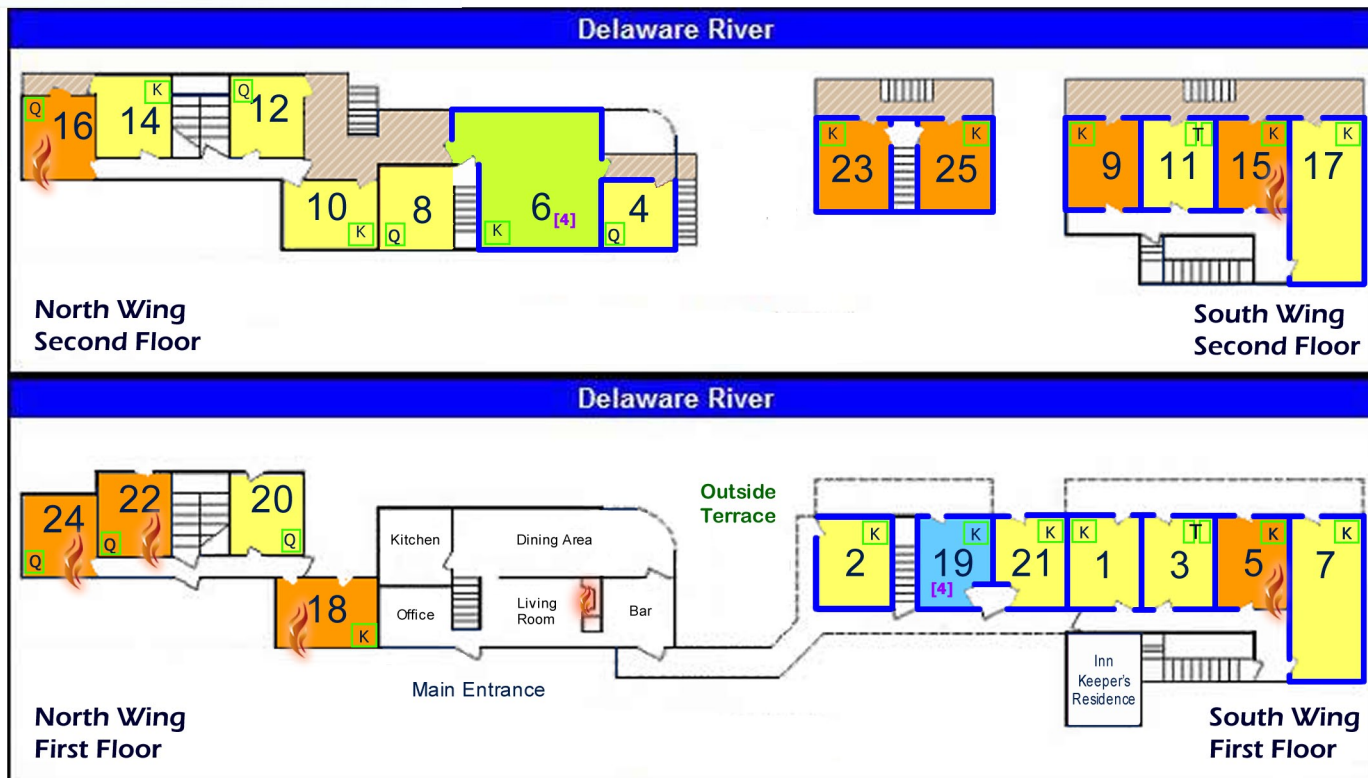 Delaware River
Q
16
K
14
Q
12
10
K
8
Q
6
[4]
K
4
Q
K
23
K
25
K
9
T
11
K
15
K
17
North Wing
Second Floor
South Wing
Second Floor
Delaware River
24
Q
22
Q
20
Q
18
K
Kitchen
Dining Area
Office
Living
Room
Bar
Main Entrance
Outside
Terrace
K
2
K
19
[4]
K
21
K
1
T
3
K
5
K
7
Inn
Keeper's
Residence
North Wing
First Floor
South Wing
First Floor